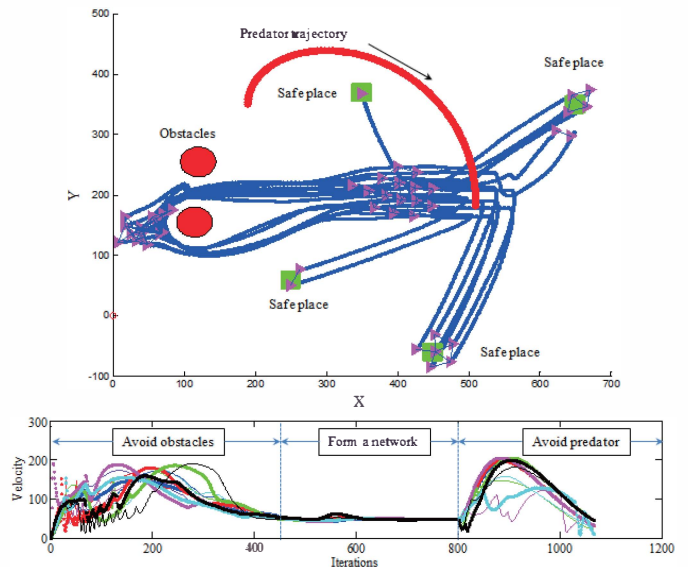 500
Predator trajectory
400
Safe place
Safe place
300
Obstacles
Y
200
100
Safe place
0
Safe place
-100
0 100 200 300 400 500 600 700
X
300
Avoid obstacles
Form a network
Avoid predator
200
Velocity
100
0
0 200 400 600 800 1000 1200
Iterations